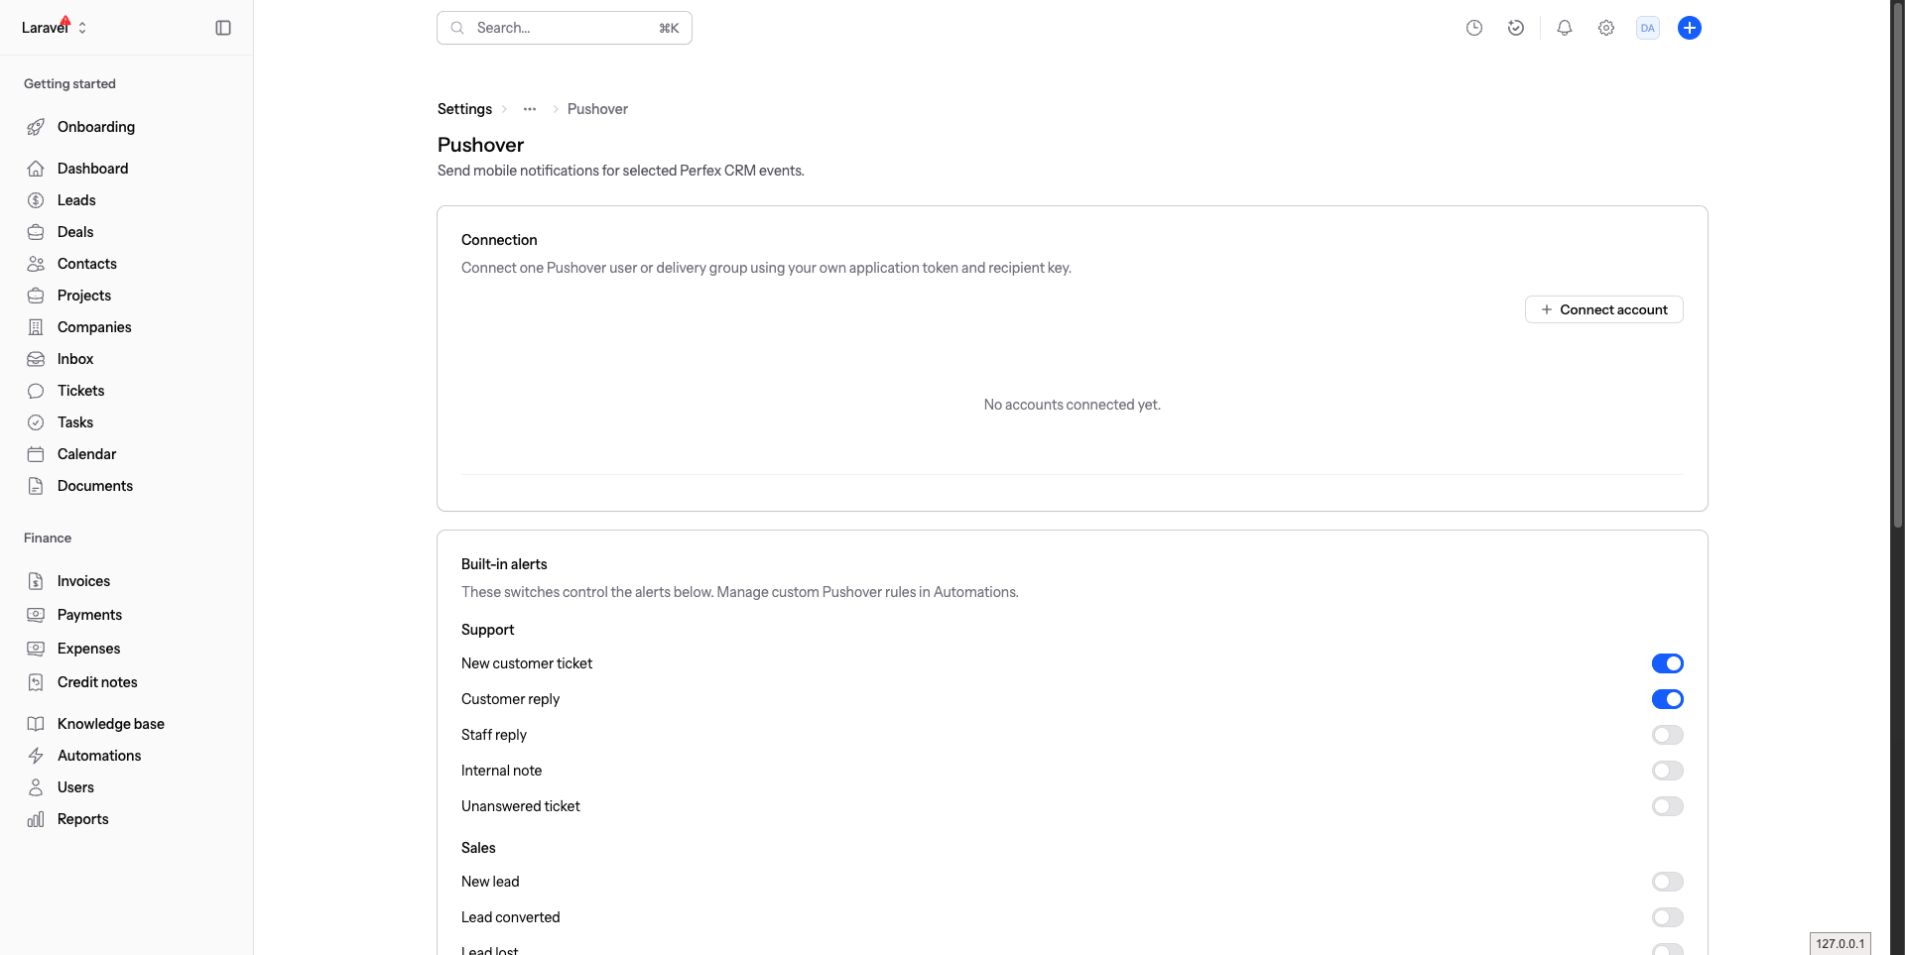 Laravel
Search...
⌘K
DA
Getting started
Onboarding
Dashboard
Leads
Deals
Contacts
Projects
Companies
Inbox
Tickets
Tasks
Calendar
Documents
Finance
Invoices
Payments
Expenses
Credit notes
Knowledge base
Automations
Users
Reports
Settings > ··· > Pushover
Pushover
Send mobile notifications for selected Perfex CRM events.
Connection
Connect one Pushover user or delivery group using your own application token and recipient key.
+ Connect account
No accounts connected yet.
Built-in alerts
These switches control the alerts below. Manage custom Pushover rules in Automations.
Support
New customer ticket
Customer reply
Staff reply
Internal note
Unanswered ticket
Sales
New lead
Lead converted
Lead lost
127.0.0.1